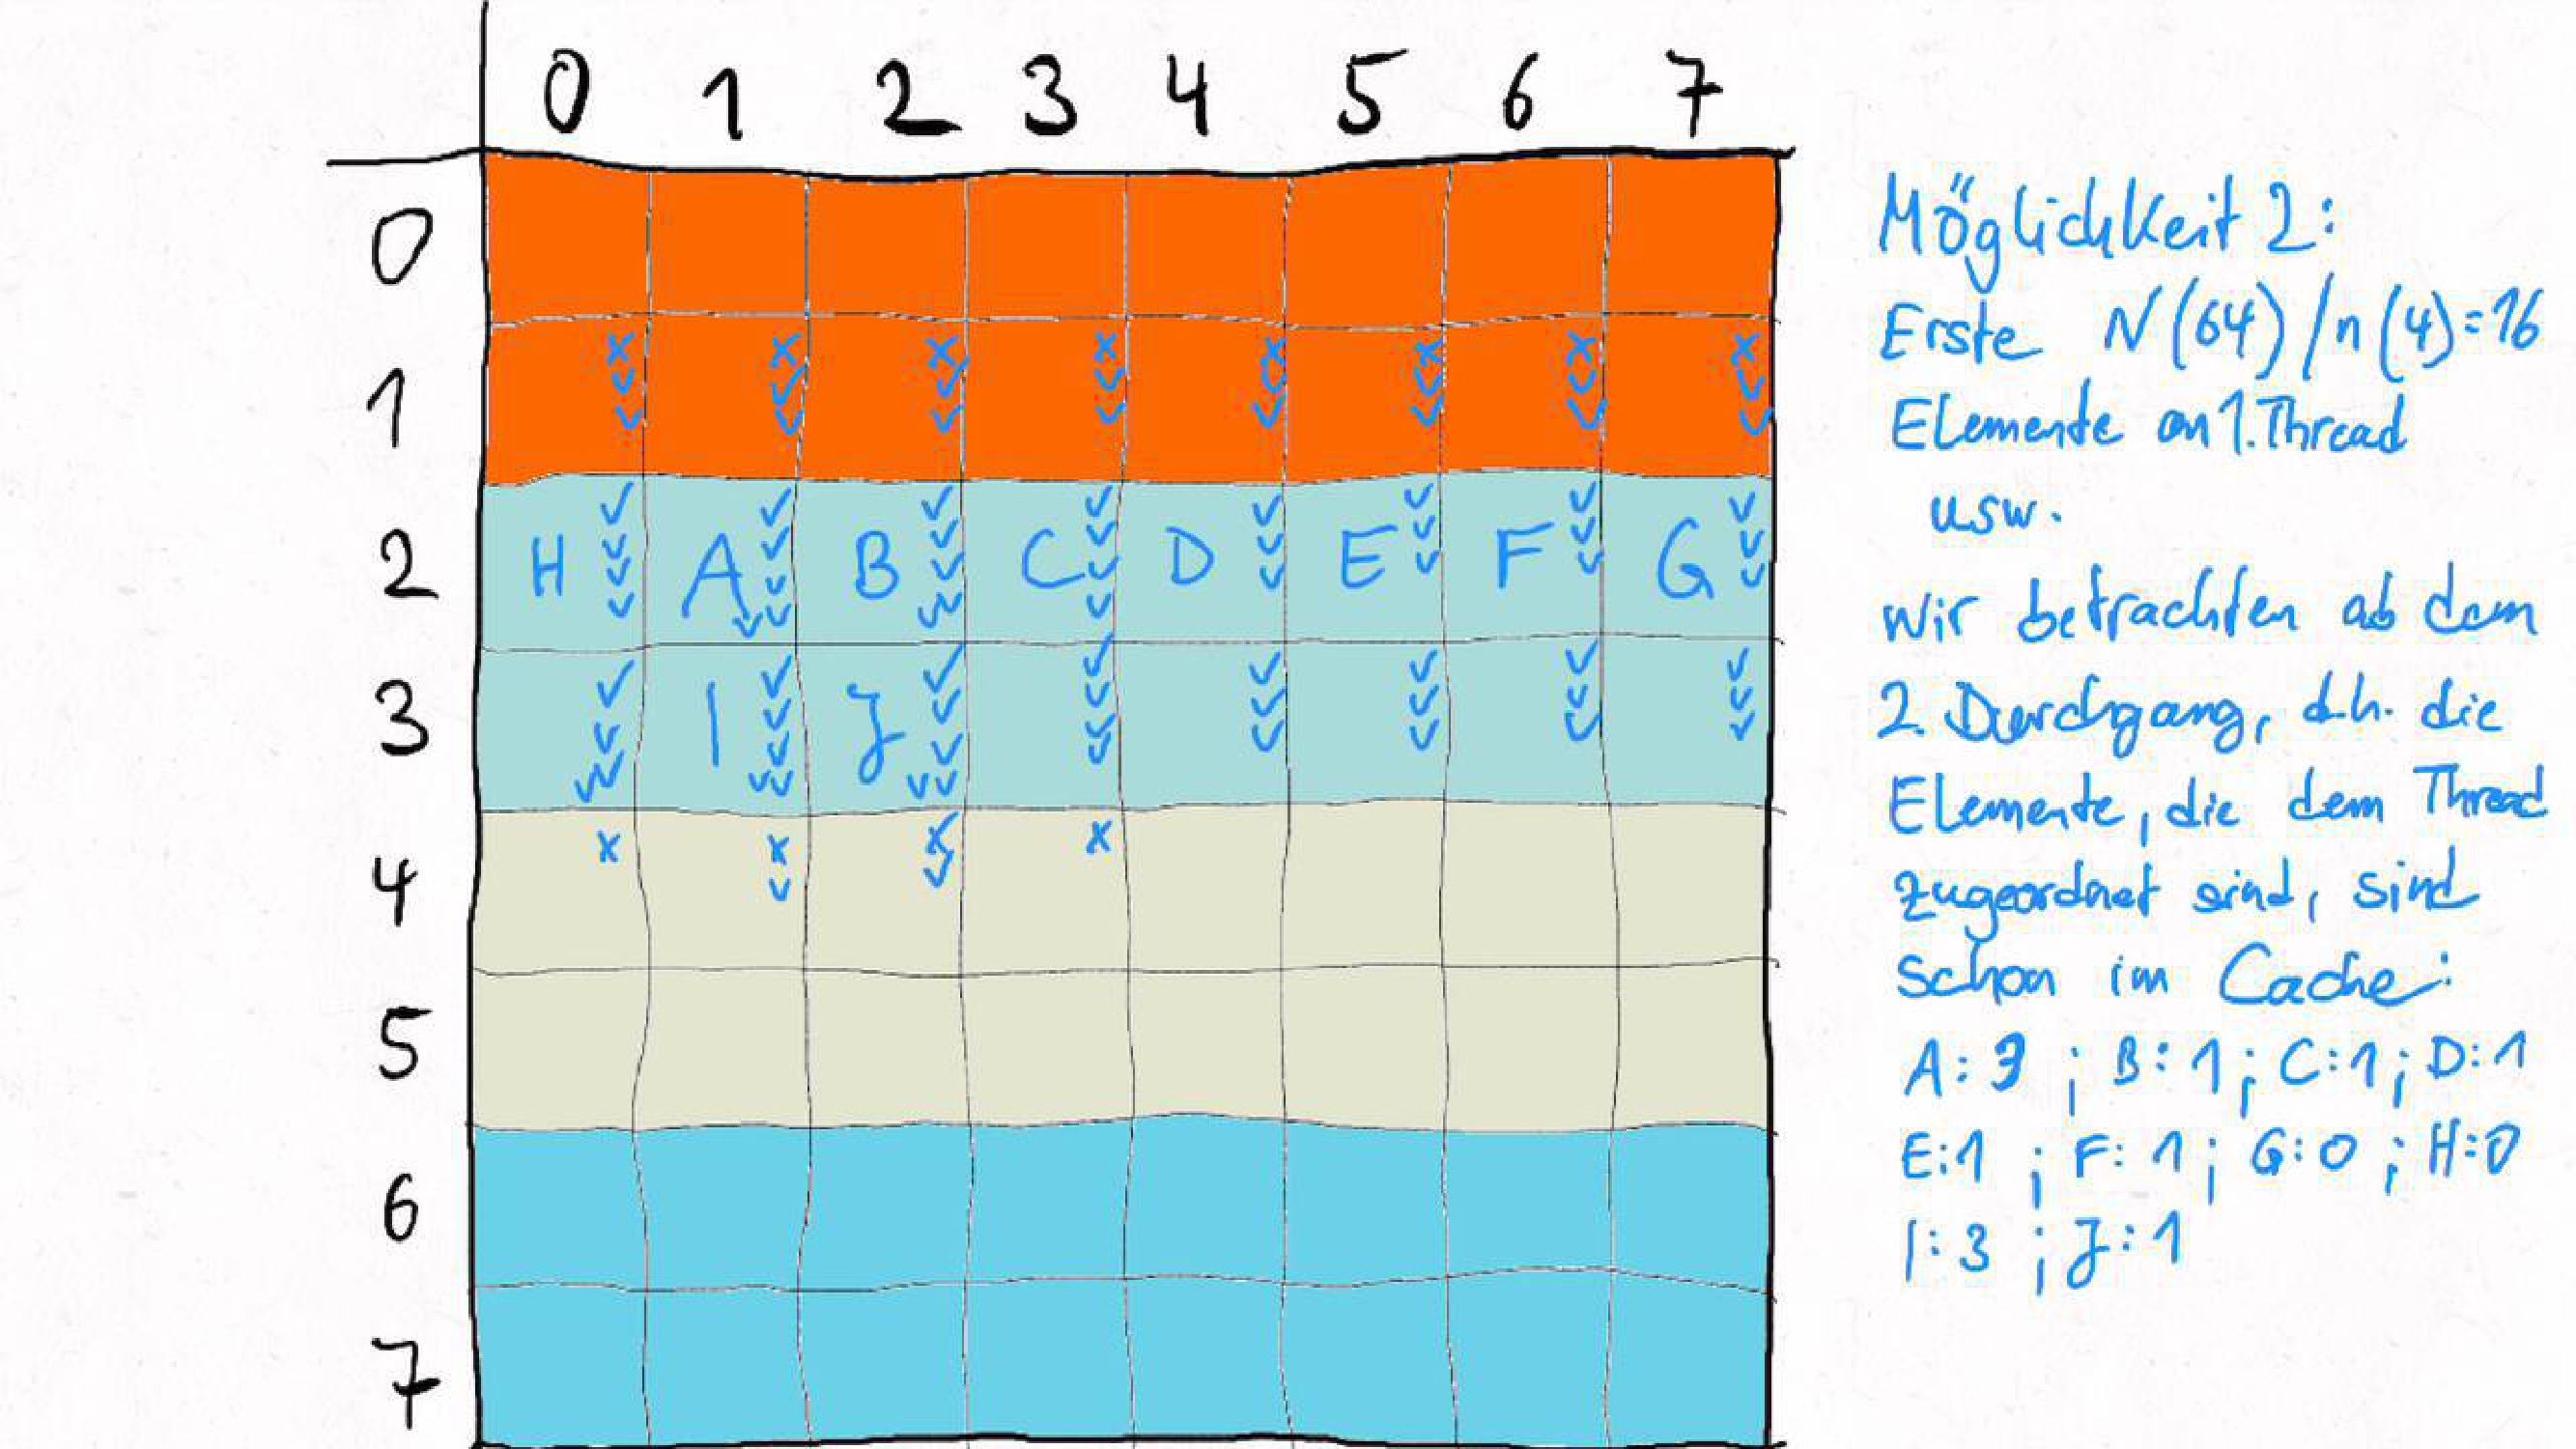 0 1 2 3 4 5 6 7
0
1
2 H A B C D E F G
3 I J
4
5
6
7
Möglichkeit 2:
Erste N(64)/n(4)=16
Elemente an 1. Thread
usw.
Wir betrachten ab dem
2. Durchgang, d.h. die
Elemente, die dem Thread
zugeordnet sind, sind
schon im Cache:
A: 3 ; B: 1 ; C: 1 ; D: 1
E: 1 ; F: 1 ; G: 0 ; H: 0
I: 3 ; J: 1